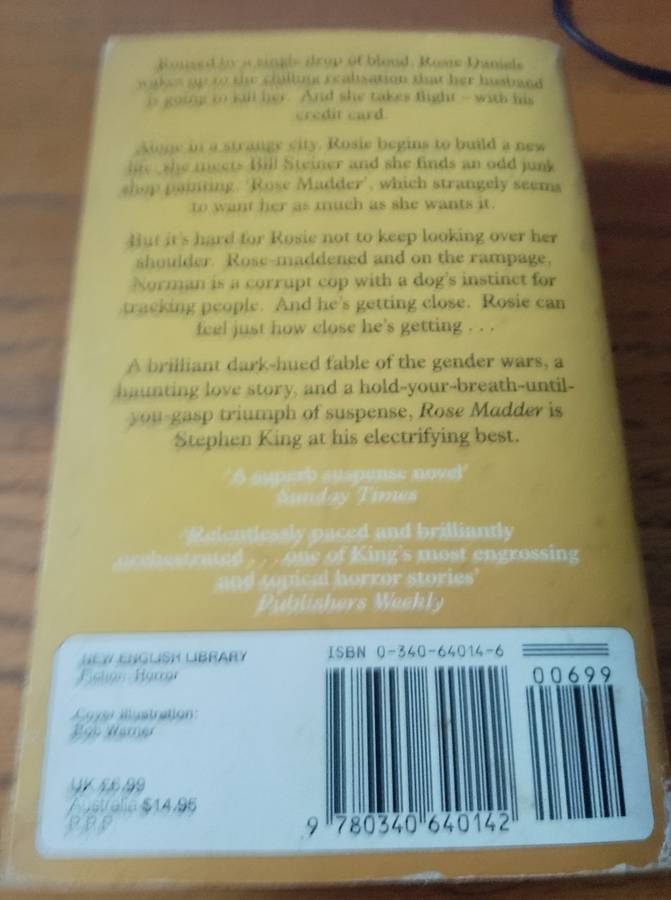 Roused by a single drop of blood, Rosie Daniels
wakes up to the chilling realisation that her husband
is going to kill her. And she takes flight – with his
credit card.
Alone in a strange city, Rosie begins to build a new
life, she meets Bill Steiner and she finds an odd junk
shop painting, 'Rose Madder', which strangely seems
to want her as much as she wants it.
But it's hard for Rosie not to keep looking over her
shoulder. Rose-maddened and on the rampage,
Norman is a corrupt cop with a dog's instinct for
tracking people. And he's getting close. Rosie can
feel just how close he's getting . . .
A brilliant dark-hued fable of the gender wars, a
haunting love story, and a hold-your-breath-until-
you-gasp triumph of suspense, Rose Madder is
Stephen King at his electrifying best.
'A superb suspense novel'
Sunday Times
'Relentlessly paced and brilliantly
orchestrated . . . one of King's most engrossing
and topical horror stories'
Publishers Weekly
NEW ENGLISH LIBRARY
Fiction: Horror
Cover illustration:
Bob Warner
UK £6.99
Australia $14.95
R.R.P.
ISBN 0-340-64014-6
00699
9 780340 640142